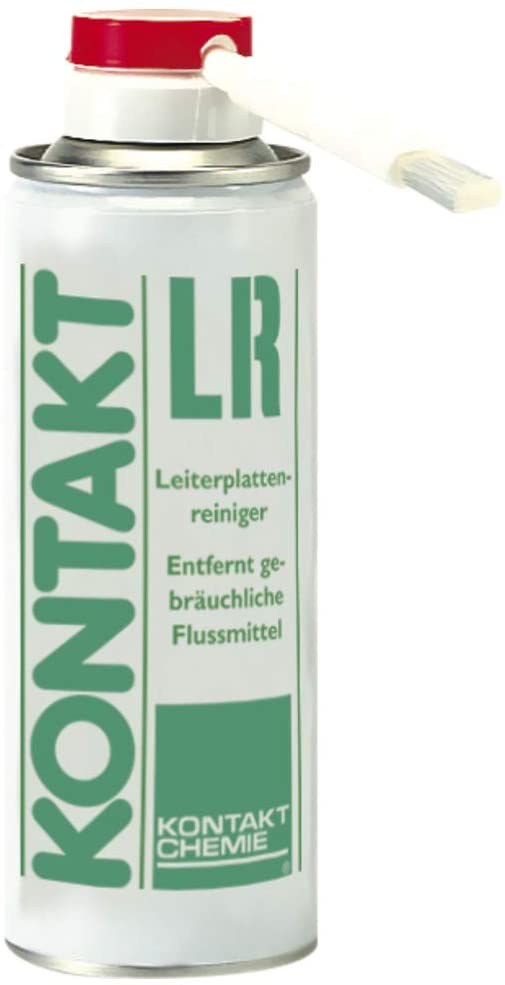 KONTAKT
LR
Leiterplatten-
reiniger
Entfernt ge-
bräuchliche
Flussmittel
KONTAKT
CHEMIE
®